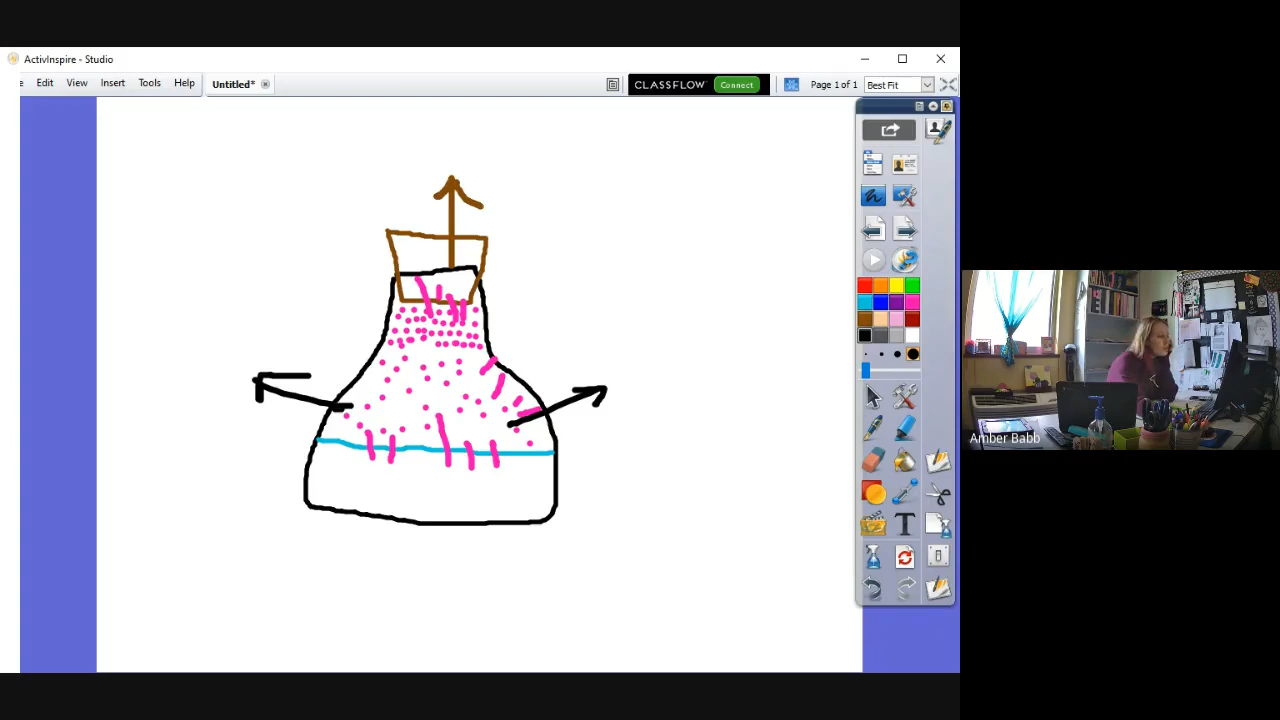 ActivInspire - Studio
Edit View Insert Tools Help Untitled* CLASSFLOW Connect Page 1 of 1 Best Fit
T
Amber Babb